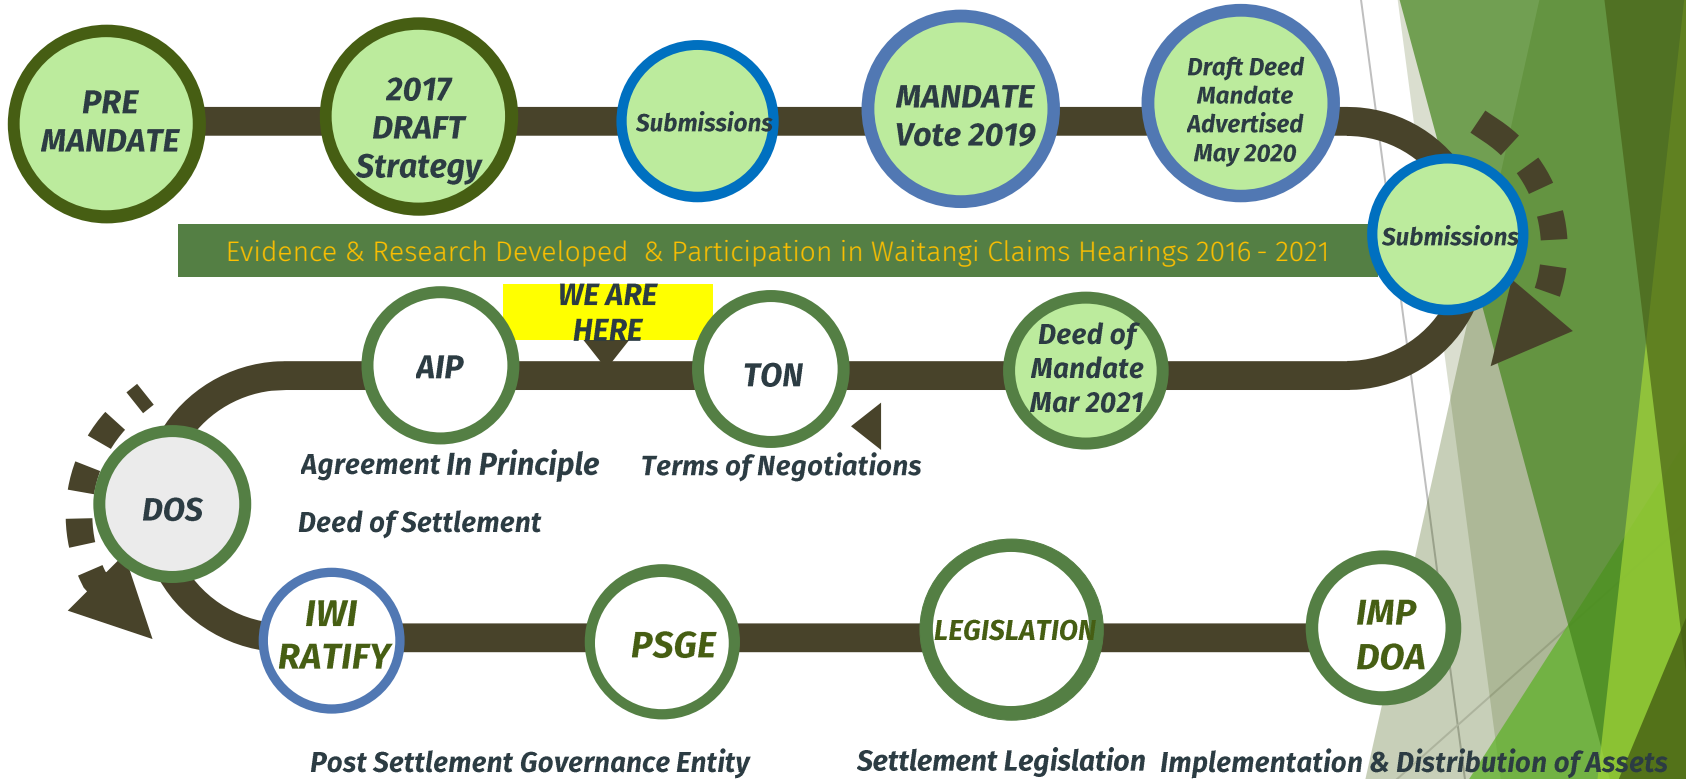 PRE
MANDATE
2017
DRAFT
Strategy
Submissions
MANDATE
Vote 2019
Draft Deed
Mandate
Advertised
May 2020
Submissions
Evidence & Research Developed & Participation in Waitangi Claims Hearings 2016 - 2021
WE ARE
HERE
Deed of
Mandate
Mar 2021
TON
AIP
Agreement In Principle
Terms of Negotiations
DOS
Deed of Settlement
IWI
RATIFY
PSGE
LEGISLATION
IMP
DOA
Post Settlement Governance Entity
Settlement Legislation
Implementation & Distribution of Assets